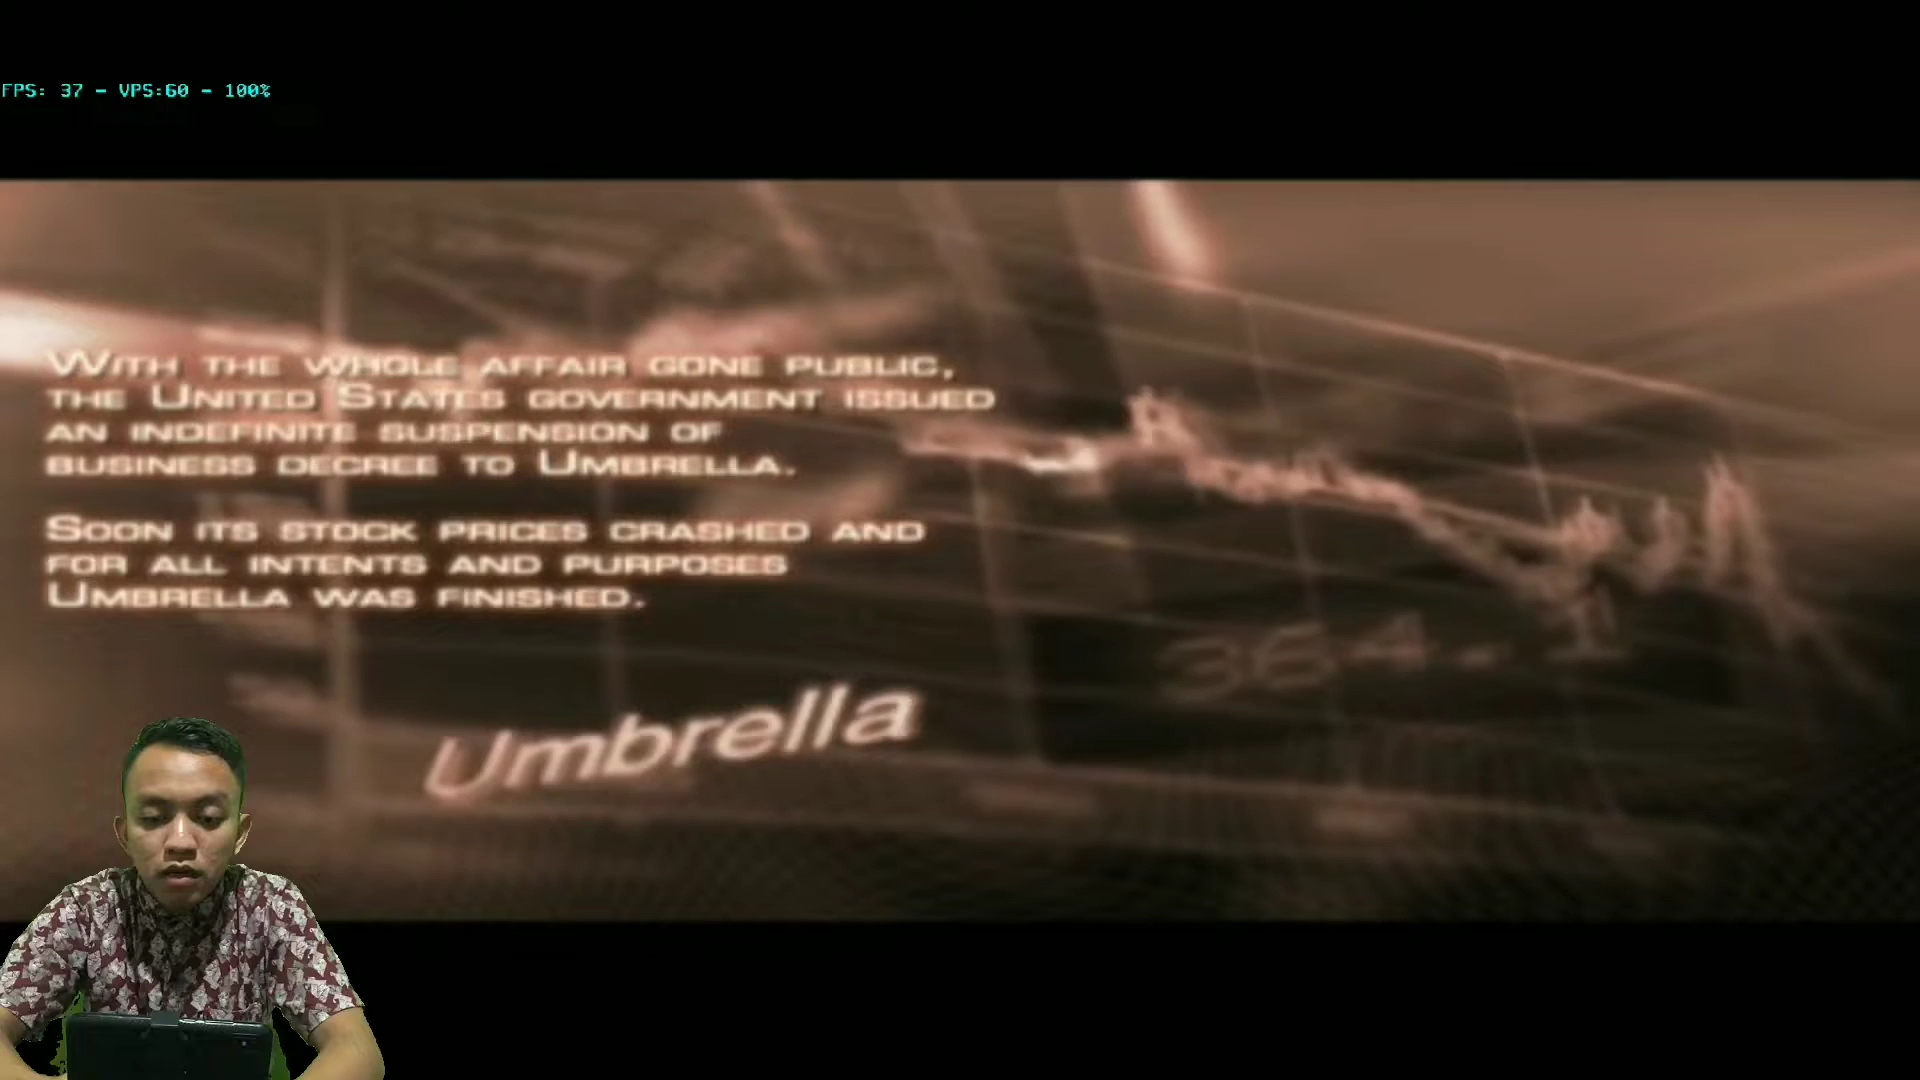 FPS: 37 - VPS:60 - 100%
With the whole affair gone public,
the United States government issued
an indefinite suspension of
business decree to Umbrella.
Soon its stock prices crashed and
for all intents and purposes
Umbrella was finished.
364.
Umbrella